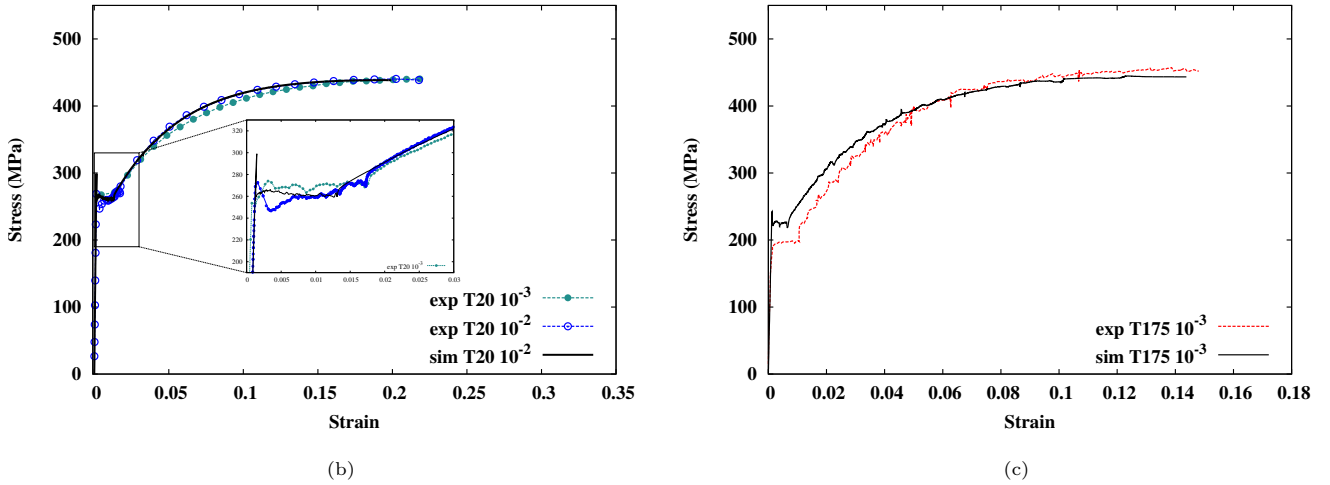 500
400
300
200
100
0
Stress (MPa)
0 0.05 0.1 0.15 0.2 0.25 0.3 0.35
Strain
320
300
280
260
240
220
200
0.005 0.01 0.015 0.02 0.025 0.03
exp T20 10-3
exp T20 10-3
exp T20 10-2
sim T20 10-2
(b)
500
400
300
200
100
0
Stress (MPa)
0 0.02 0.04 0.06 0.08 0.1 0.12 0.14 0.16 0.18
Strain
exp T175 10-3
sim T175 10-3
(c)